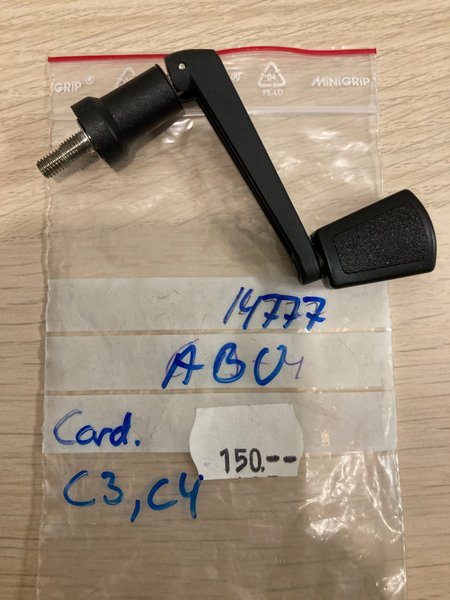 MiNiGRiP®
04
PE-LD
MiNiGRiP®
14777
ABU
Card.
150.--
C3, C4